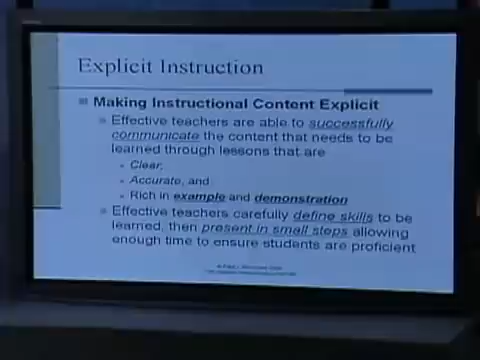 Explicit Instruction
Making Instructional Content Explicit
Effective teachers are able to successfully
communicate the content that needs to be
learned through lessons that are
Clear,
Accurate, and
Rich in example and demonstration
Effective teachers carefully define skills to be
learned, then present in small steps allowing
enough time to ensure students are proficient